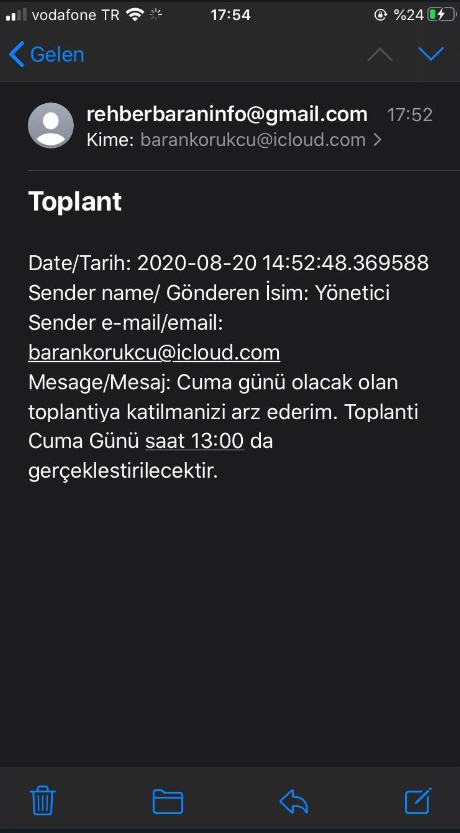 vodafone TR 17:54 %24
Gelen
rehberbaraninfo@gmail.com 17:52
Kime: barankorukcu@icloud.com
Toplant
Date/Tarih: 2020-08-20 14:52:48.369588
Sender name/ Gönderen İsim: Yönetici
Sender e-mail/email:
barankorukcu@icloud.com
Mesage/Mesaj: Cuma günü olacak olan
toplantiya katilmanizi arz ederim. Toplanti
Cuma Günü saat 13:00 da
gerçeklestirilecektir.